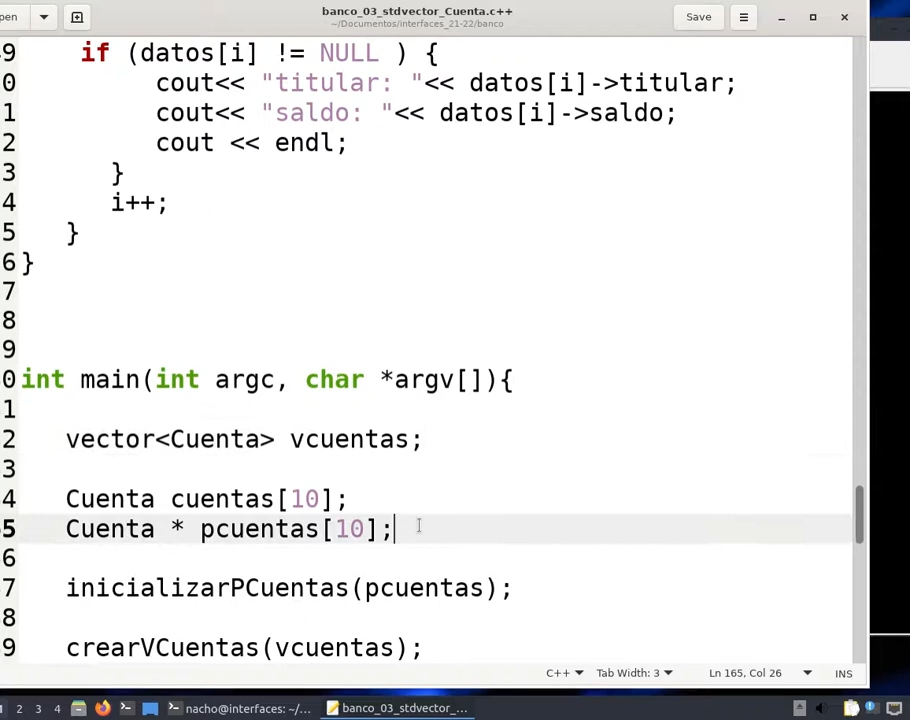 pen
banco_03_stdvector_Cuenta.c++
~/Documentos/interfaces_21-22/banco
Save
9 if (datos[i] != NULL ) {
0 cout<< "titular: "<< datos[i]->titular;
1 cout<< "saldo: "<< datos[i]->saldo;
2 cout << endl;
3 }
4 i++;
5 }
6 }
7
8
9
0 int main(int argc, char *argv[]){
1
2 vector<Cuenta> vcuentas;
3
4 Cuenta cuentas[10];
5 Cuenta * pcuentas[10];
6
7 inicializarPCuentas(pcuentas);
8
9 crearVCuentas(vcuentas);
C++ Tab Width: 3 Ln 165, Col 26 INS
2 3 4 nacho@interfaces: ~/... banco_03_stdvector_...